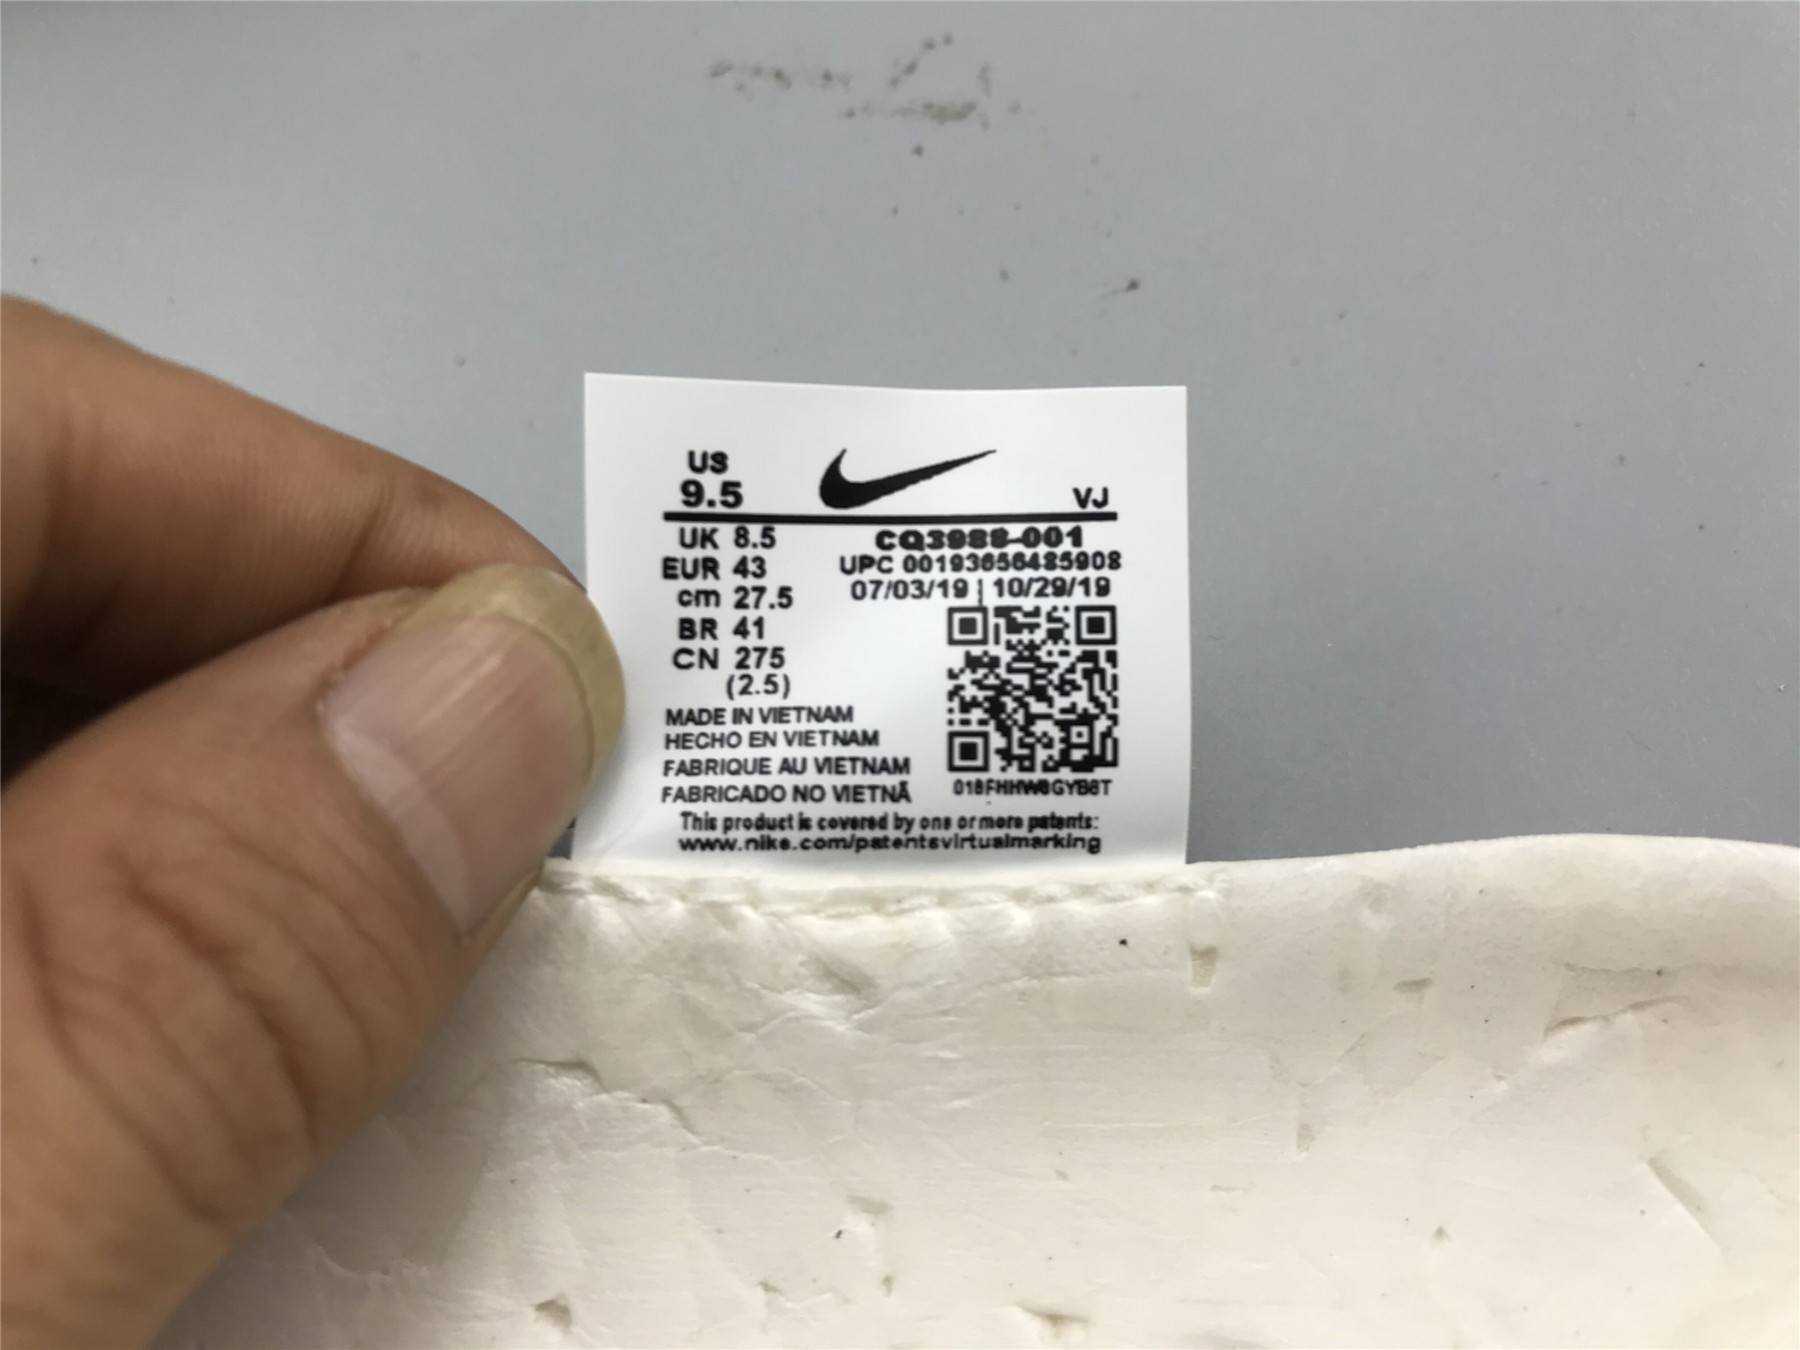 US
9.5
VJ
UK 8.5
EUR 43
cm 27.5
BR 41
CN 275
(2.5)
CQ3988-001
UPC 00193656485908
07/03/19 | 10/29/19
MADE IN VIETNAM
HECHO EN VIETNAM
FABRIQUE AU VIETNAM
FABRICADO NO VIETNÃ
018FHHW8GYB8T
This product is covered by one or more patents:
www.nike.com/patentsvirtualmarking